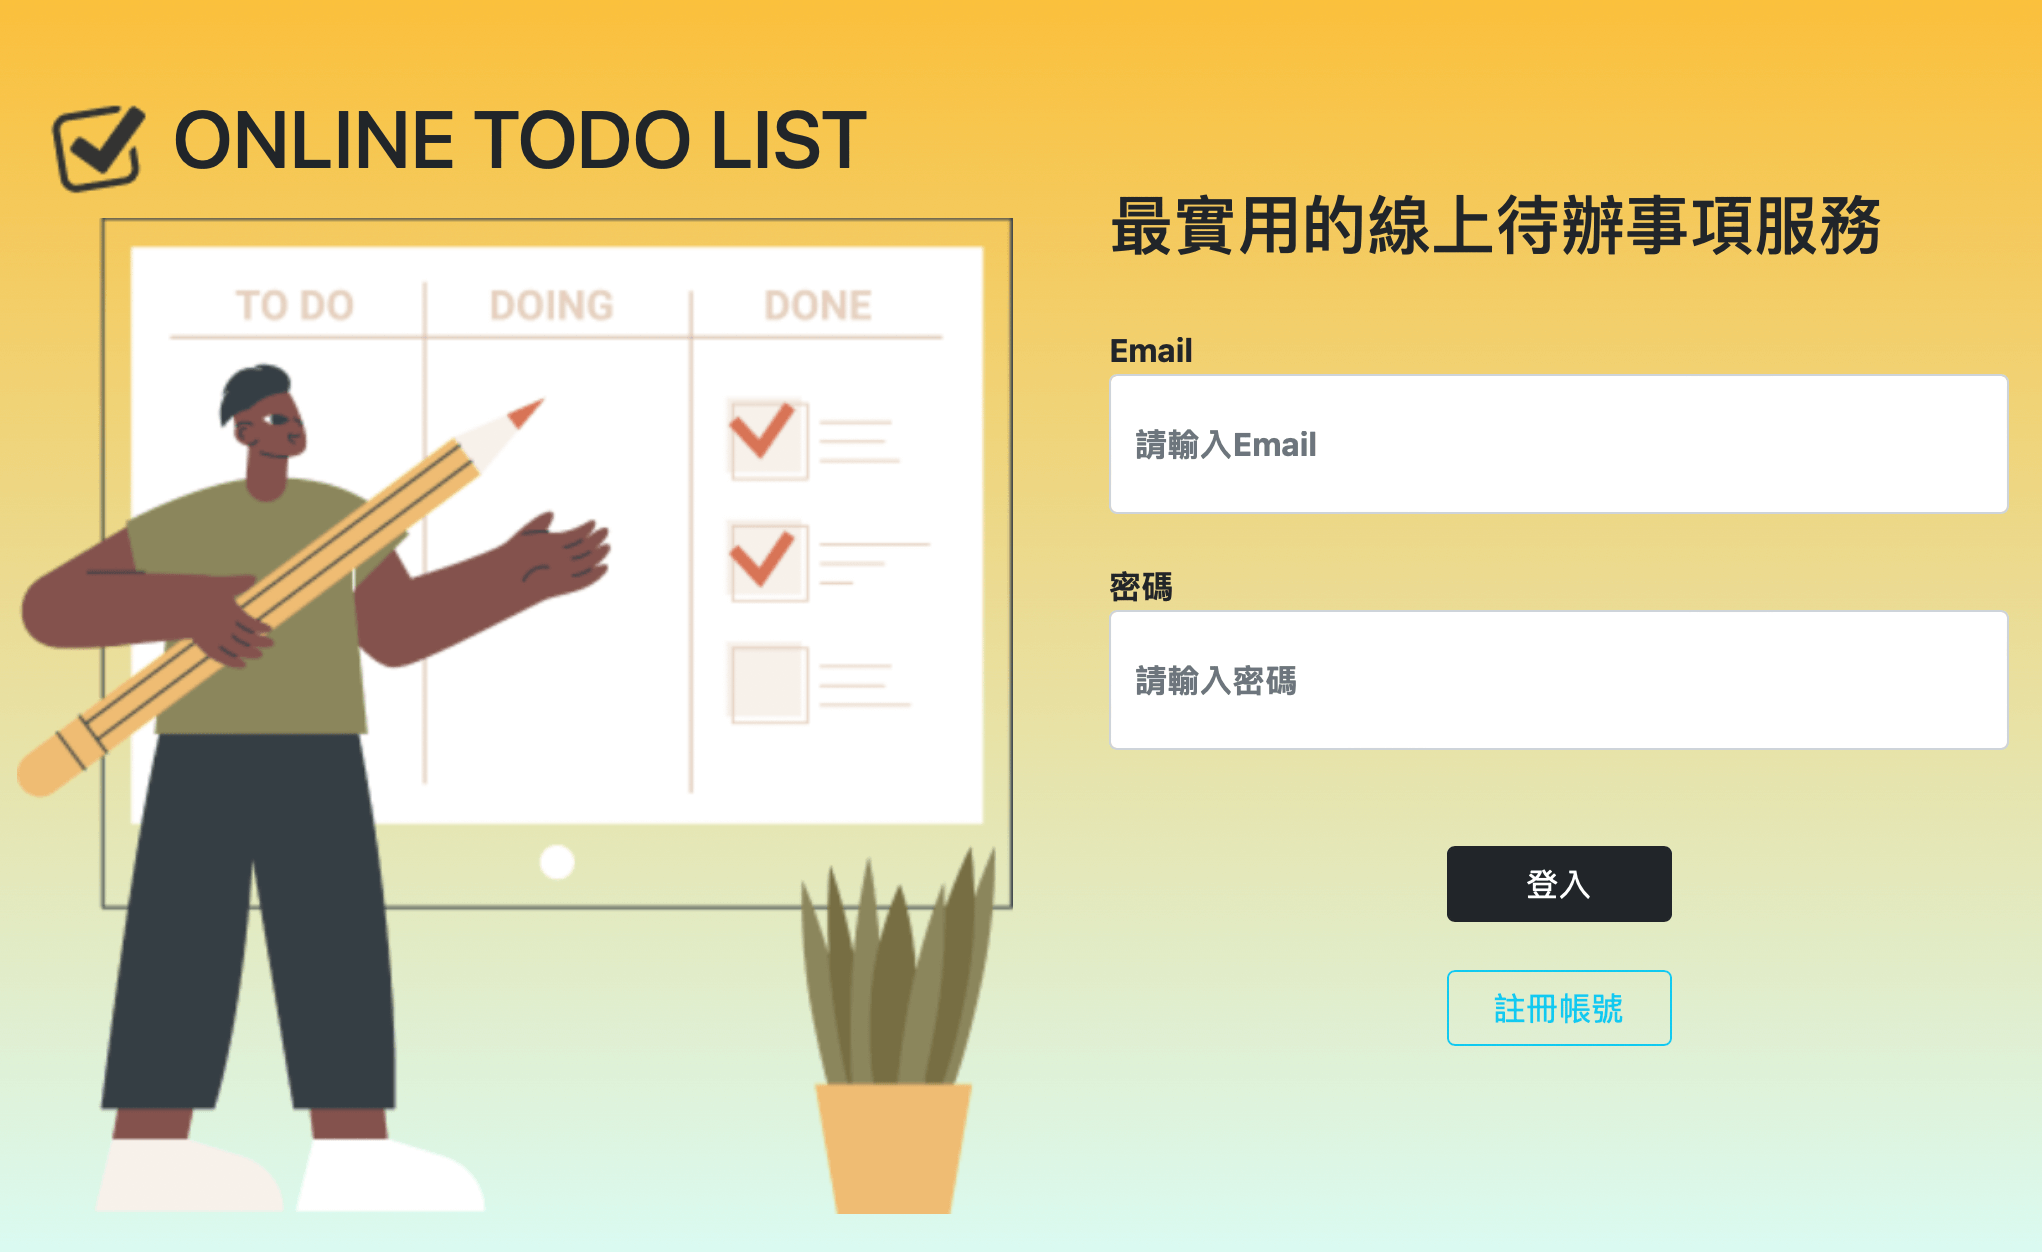 ONLINE TODO LIST
TO DO
DOING
DONE
最實用的線上待辦事項服務
Email
請輸入Email
密碼
請輸入密碼
登入
註冊帳號